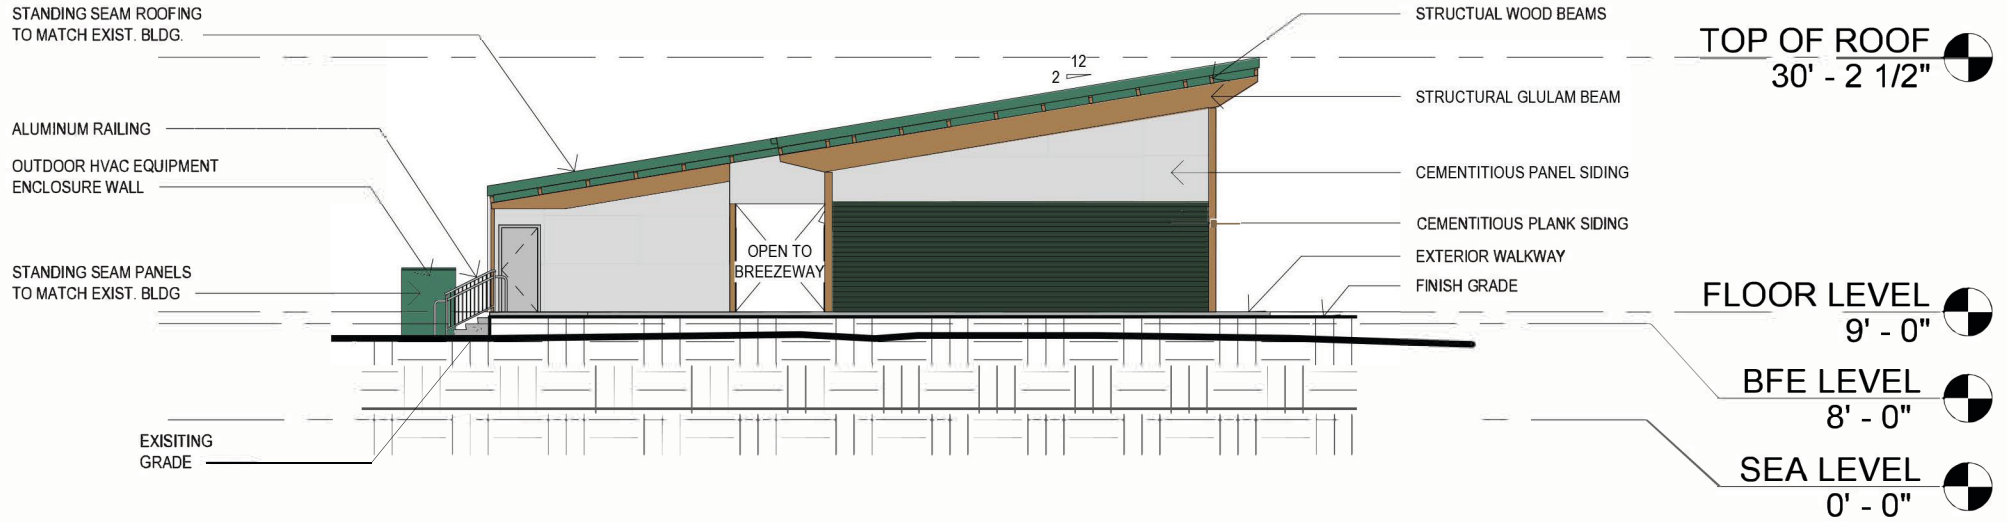 STANDING SEAM ROOFING
TO MATCH EXIST. BLDG.
ALUMINUM RAILING
OUTDOOR HVAC EQUIPMENT
ENCLOSURE WALL
STANDING SEAM PANELS
TO MATCH EXIST. BLDG
EXISITING
GRADE
12
2
OPEN TO
BREEZEWAY
STRUCTUAL WOOD BEAMS
STRUCTURAL GLULAM BEAM
CEMENTITIOUS PANEL SIDING
CEMENTITIOUS PLANK SIDING
EXTERIOR WALKWAY
FINISH GRADE
TOP OF ROOF
30' - 2 1/2"
FLOOR LEVEL
9' - 0"
BFE LEVEL
8' - 0"
SEA LEVEL
0' - 0"